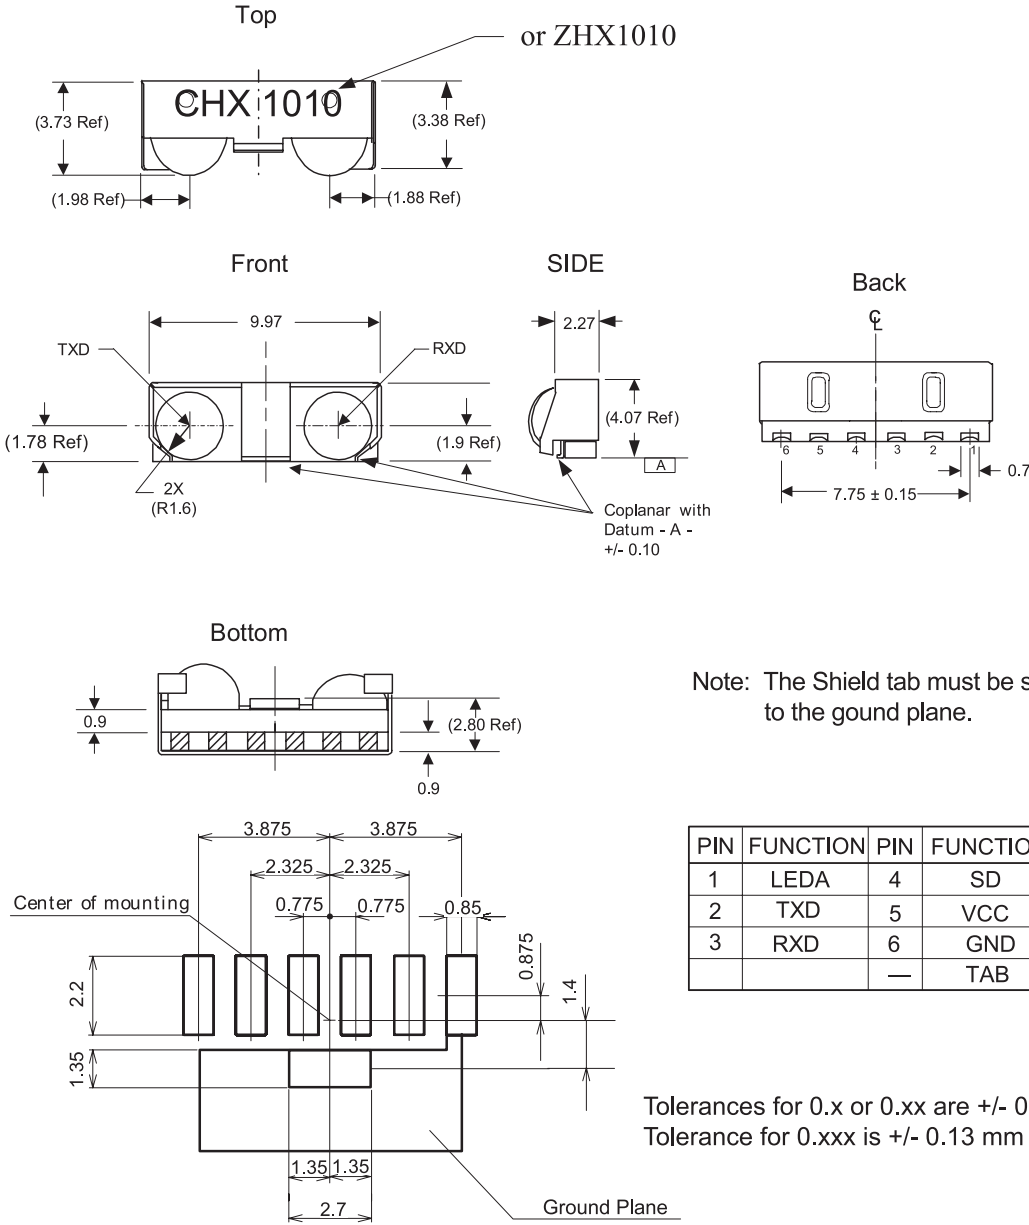 Top
or ZHX1010
CHX 1010
(3.73 Ref)
(3.38 Ref)
(1.98 Ref)
(1.88 Ref)
Front
SIDE
Back
9.97
2.27
TXD
RXD
(1.78 Ref)
(1.9 Ref)
(4.07 Ref)
A
2X
(R1.6)
6 5 4 3 2 1
0.7
7.75 ± 0.15
Coplanar with
Datum - A -
+/- 0.10
Bottom
0.9
(2.80 Ref)
0.9
Note: The Shield tab must be s
to the gound plane.
3.875 3.875
2.325 2.325
Center of mounting
0.775 0.775 0.85
2.2
0.875
1.4
1.35
1.35 1.35
2.7
Ground Plane
PIN FUNCTION PIN FUNCTIO
1 LEDA 4 SD
2 TXD 5 VCC
3 RXD 6 GND
— TAB
Tolerances for 0.x or 0.xx are +/- 0
Tolerance for 0.xxx is +/- 0.13 mm